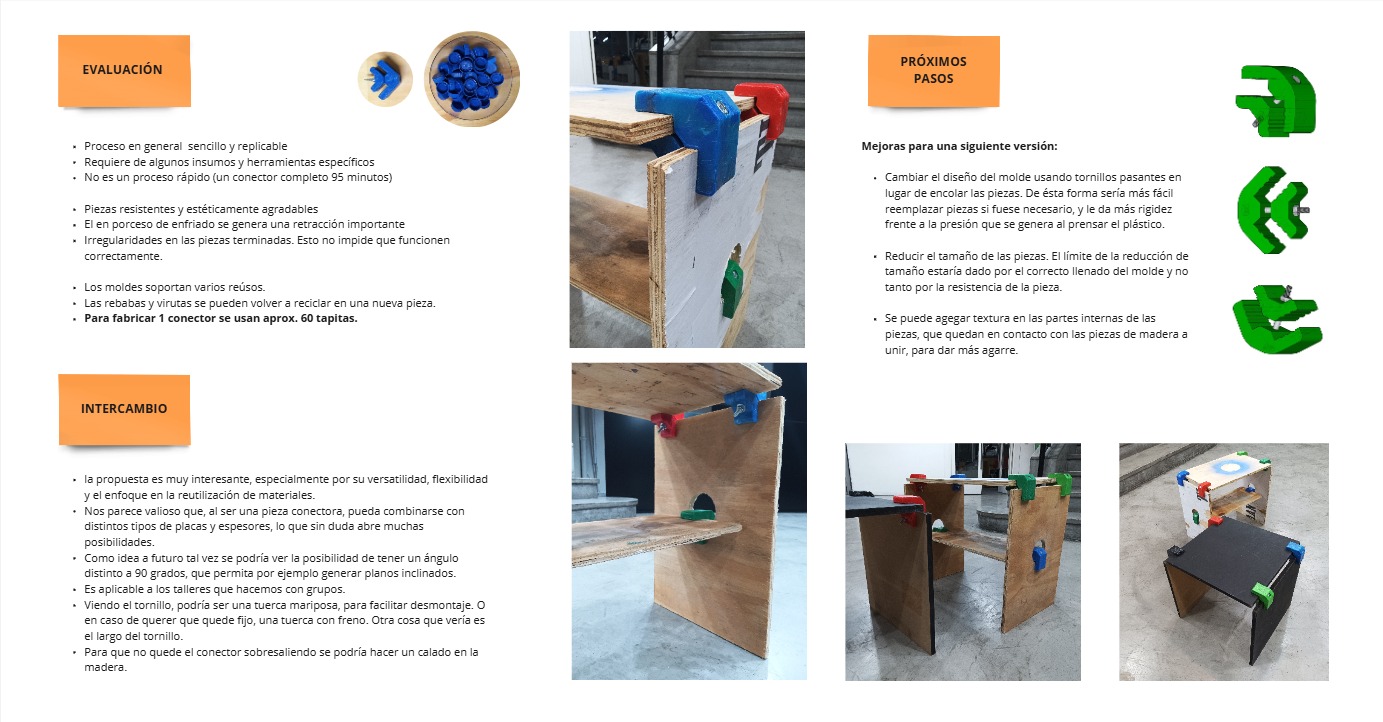 EVALUACIÓN
Proceso en general sencillo y replicable
Requiere de algunos insumos y herramientas específicos
No es un proceso rápido (un conector completo 95 minutos)
Piezas resistentes y estéticamente agradables
El en porceso de enfriado se genera una retracción importante
Irregularidades en las piezas terminadas. Esto no impide que funcionen
correctamente.
Los moldes soportan varios reúsos.
Las rebabas y virutas se pueden volver a reciclar en una nueva pieza.
Para fabricar 1 conector se usan aprox. 60 tapitas.
INTERCAMBIO
la propuesta es muy interesante, especialmente por su versatilidad, flexibilidad
y el enfoque en la reutilización de materiales.
Nos parece valioso que, al ser una pieza conectora, pueda combinarse con
distintos tipos de placas y espesores, lo que sin duda abre muchas
posibilidades.
Como idea a futuro tal vez se podría ver la posibilidad de tener un ángulo
distinto a 90 grados, que permita por ejemplo generar planos inclinados.
Es aplicable a los talleres que hacemos con grupos.
Viendo el tornillo, podría ser una tuerca mariposa, para facilitar desmontaje. O
en caso de querer que quede fijo, una tuerca con freno. Otra cosa que vería es
el largo del tornillo.
Para que no quede el conector sobresaliendo se podría hacer un calado en la
madera.
PRÓXIMOS
PASOS
Mejoras para una siguiente versión:
Cambiar el diseño del molde usando tornillos pasantes en
lugar de encolar las piezas. De ésta forma sería más fácil
reemplazar piezas si fuese necesario, y le da más rigidez
frente a la presión que se genera al prensar el plástico.
Reducir el tamaño de las piezas. El límite de la reducción de
tamaño estaría dado por el correcto llenado del molde y no
tanto por la resistencia de la pieza.
Se puede agegar textura en las partes internas de las
piezas, que quedan en contacto con las piezas de madera a
unir, para dar más agarre.